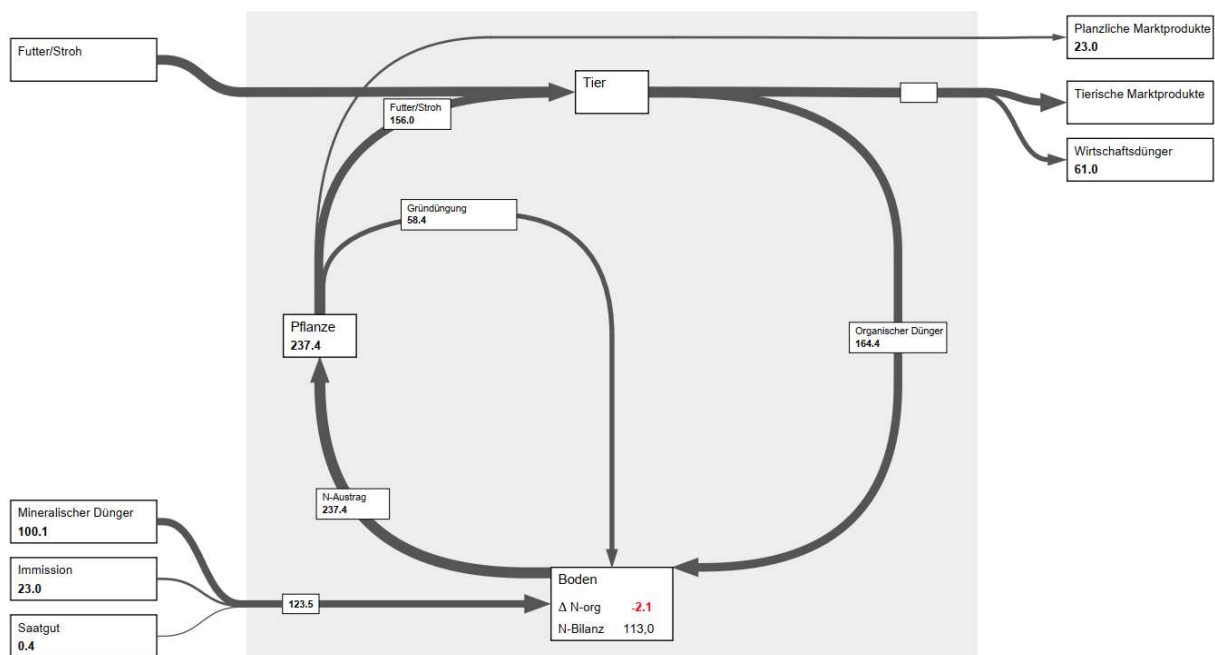 Futter/Stroh
Planzliche Marktprodukte
23.0
Tier
Tierische Marktprodukte
Futter/Stroh
156.0
Wirtschaftsdünger
61.0
Gründüngung
58.4
Pflanze
237.4
Organischer Dünger
164.4
N-Austrag
237.4
Mineralischer Dünger
100.1
Immission
23.0
Saatgut
0.4
123.5
Boden
Δ N-org -2.1
N-Bilanz 113,0